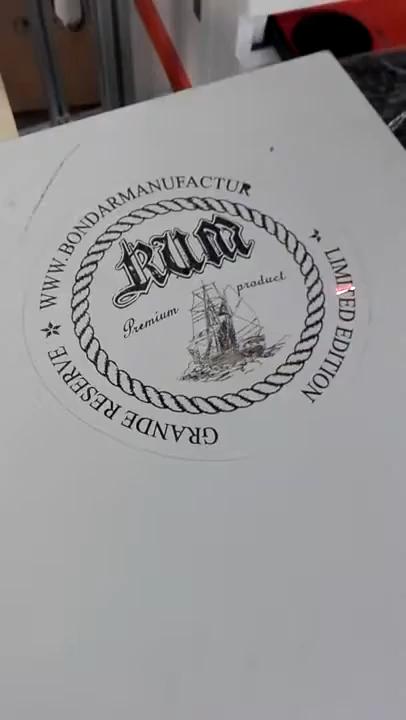 WWW.BONDARMANUFACTUR
LIMITED EDITION
GRANDE RESERVE
RUM
Premium product